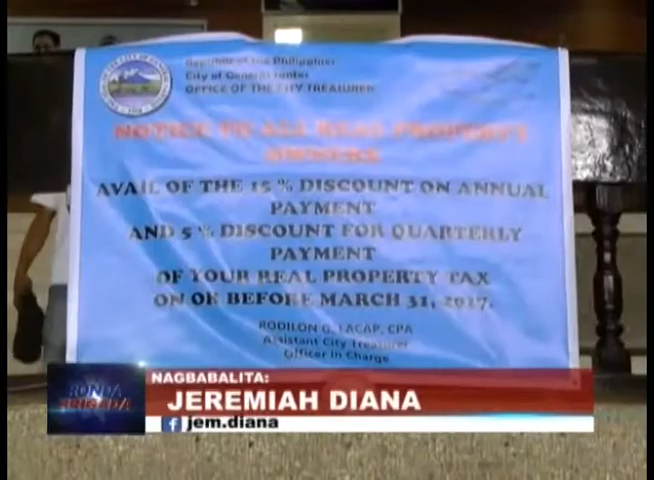 Republic of the Philippines
City of General Santos
OFFICE OF THE CITY TREASURER
NOTICE TO ALL REAL PROPERTY
OWNERS
AVAIL OF THE 15 % DISCOUNT ON ANNUAL
PAYMENT
AND 5 % DISCOUNT FOR QUARTERLY
PAYMENT
OF YOUR REAL PROPERTY TAX
ON OR BEFORE MARCH 31, 2017.
RODILON G. LACAP, CPA
Assistant City Treasurer
Officer in Charge
RONDA
BRIGADA
NAGBABALITA:
JEREMIAH DIANA
f jem.diana